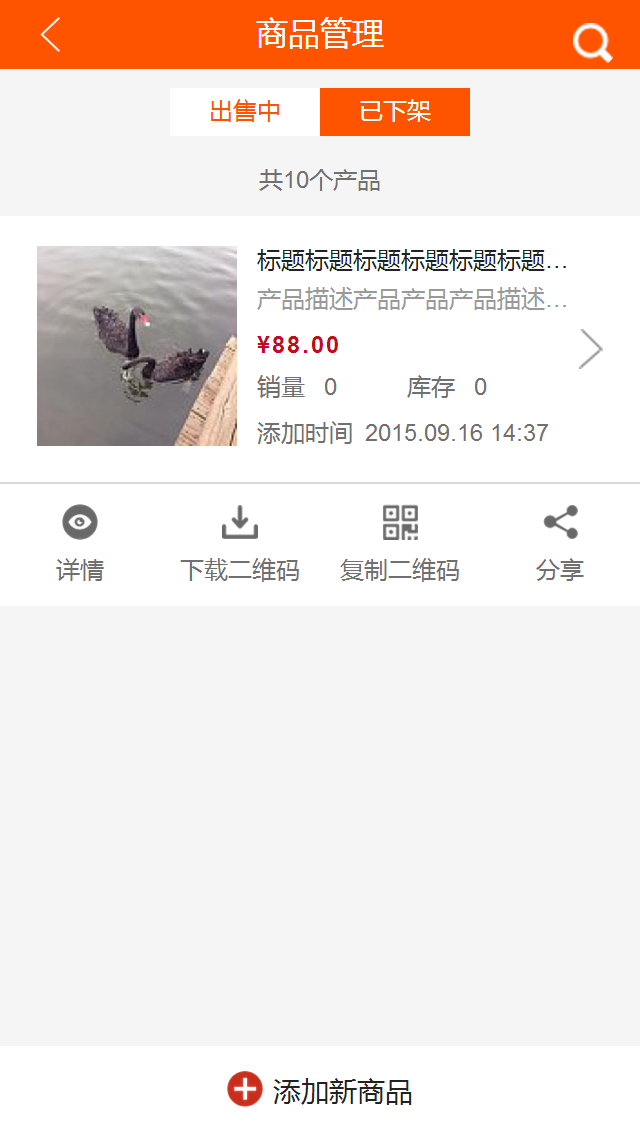 商品管理
出售中 已下架
共10个产品
标题标题标题标题标题标题...
产品描述产品产品产品描述...
¥88.00
销量 0 库存 0
添加时间 2015.09.16 14:37
详情 下载二维码 复制二维码 分享
添加新商品